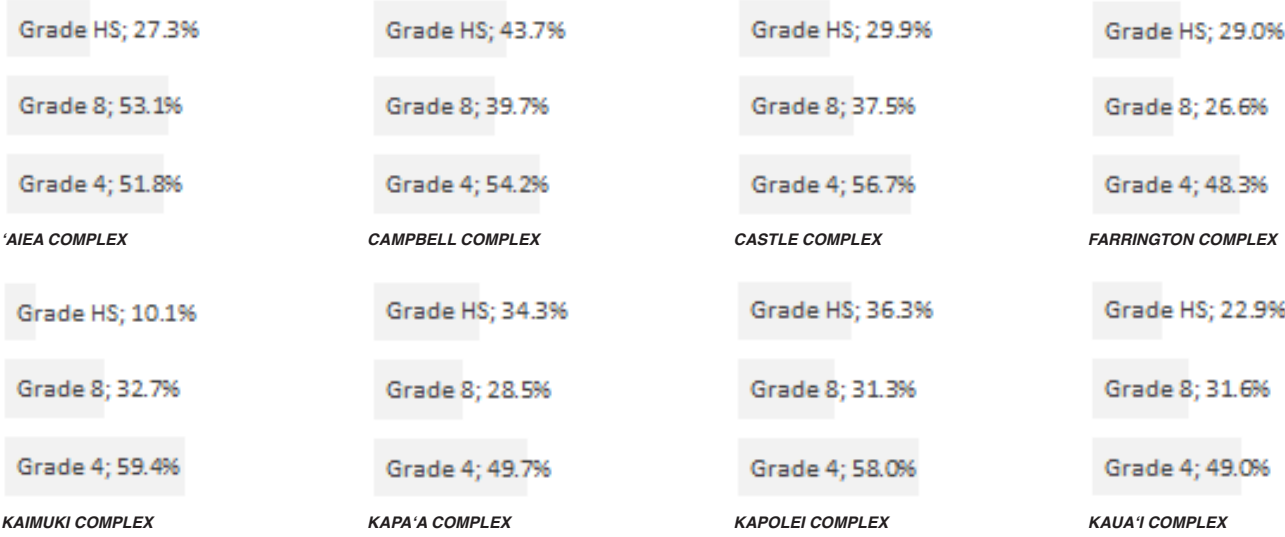 Grade HS; 27.3%
Grade 8; 53.1%
Grade 4; 51.8%
ʻAIEA COMPLEX
Grade HS; 43.7%
Grade 8; 39.7%
Grade 4; 54.2%
CAMPBELL COMPLEX
Grade HS; 29.9%
Grade 8; 37.5%
Grade 4; 56.7%
CASTLE COMPLEX
Grade HS; 29.0%
Grade 8; 26.6%
Grade 4; 48.3%
FARRINGTON COMPLEX
Grade HS; 10.1%
Grade 8; 32.7%
Grade 4; 59.4%
KAIMUKI COMPLEX
Grade HS; 34.3%
Grade 8; 28.5%
Grade 4; 49.7%
KAPAʻA COMPLEX
Grade HS; 36.3%
Grade 8; 31.3%
Grade 4; 58.0%
KAPOLEI COMPLEX
Grade HS; 22.9%
Grade 8; 31.6%
Grade 4; 49.0%
KAUAʻI COMPLEX